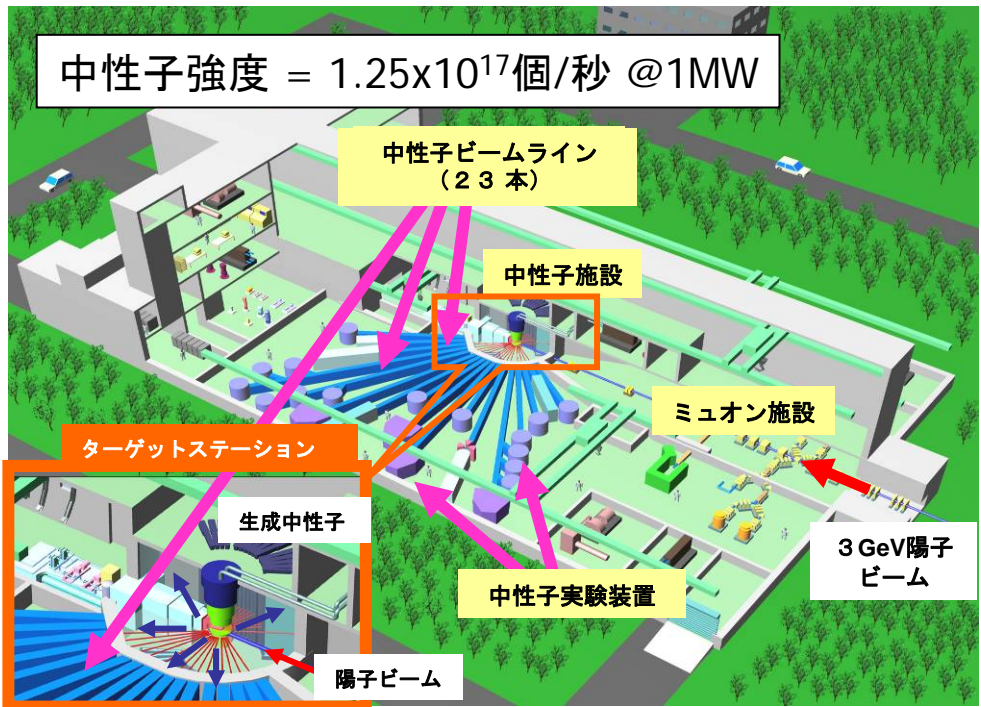 中性子強度 = 1.25x10¹⁷個/秒 @1MW
中性子ビームライン
（２３ 本）
中性子施設
ミュオン施設
ターゲットステーション
生成中性子
３GeV陽子
ビーム
中性子実験装置
陽子ビーム